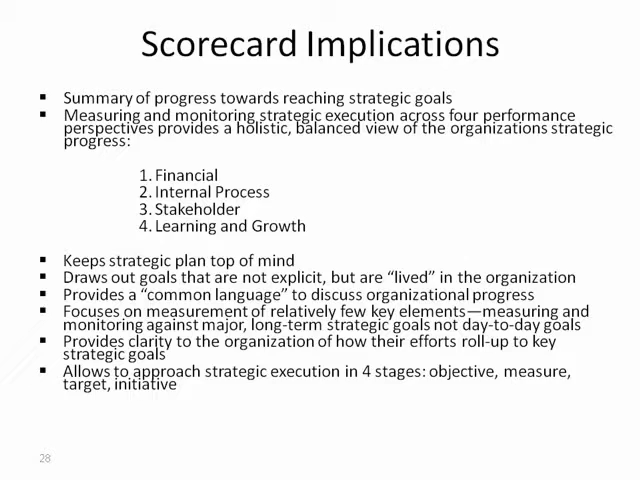 Scorecard Implications
▪ Summary of progress towards reaching strategic goals
▪ Measuring and monitoring strategic execution across four performance
perspectives provides a holistic, balanced view of the organizations strategic
progress:
1. Financial
2. Internal Process
3. Stakeholder
4. Learning and Growth
▪ Keeps strategic plan top of mind
▪ Draws out goals that are not explicit, but are “lived” in the organization
▪ Provides a “common language” to discuss organizational progress
▪ Focuses on measurement of relatively few key elements—measuring and
monitoring against major, long-term strategic goals not day-to-day goals
▪ Provides clarity to the organization of how their efforts roll-up to key
strategic goals
▪ Allows to approach strategic execution in 4 stages: objective, measure,
target, initiative
28